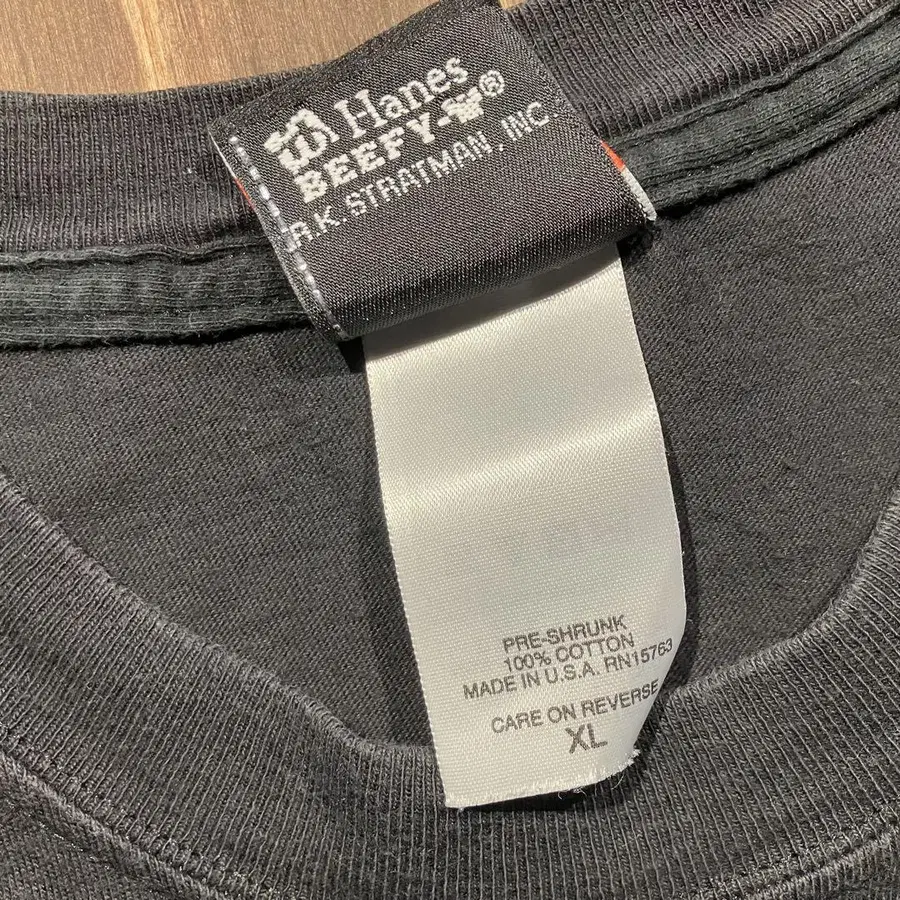 Hanes
BEEFY-T®
R.K. STRATMAN, INC.
PRE-SHRUNK
100% COTTON
MADE IN U.S.A. RN15763
CARE ON REVERSE
XL